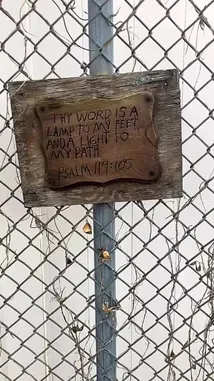 THY WORD IS A
LAMP TO MY FEET
AND A LIGHT TO
MY PATH
PSALM 119:105